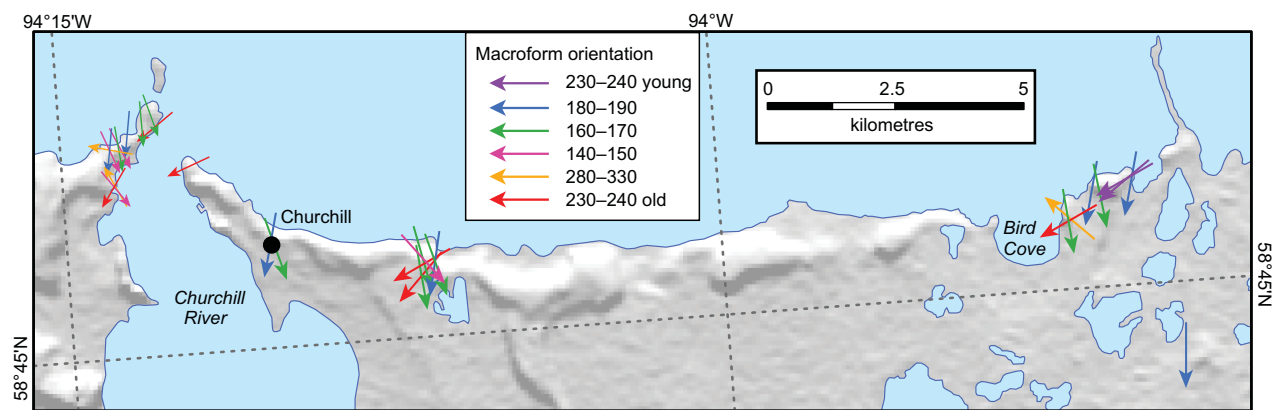 94°15'W
94°W
Macroform orientation
230–240 young
180–190
160–170
140–150
280–330
230–240 old
0 2.5 5
kilometres
Churchill
Bird
Cove
Churchill
River
58°45'N
58°45'N